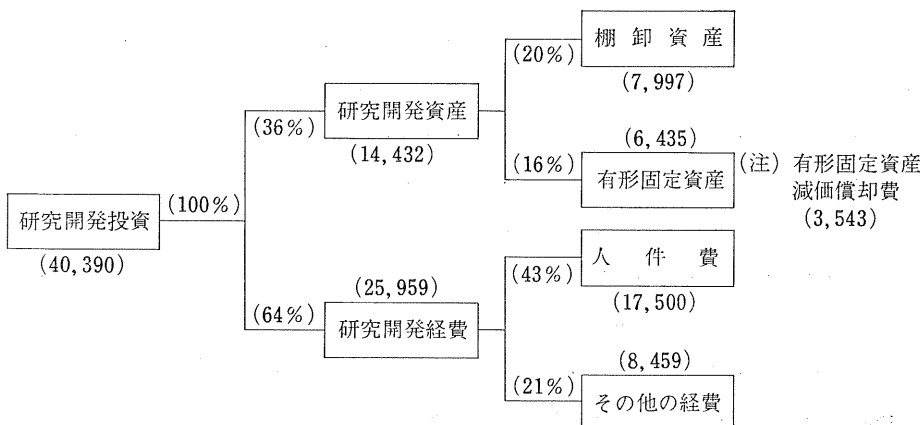 研究開発投資
(40,390)
(100%)
(36%)
研究開発資産
(14,432)
(20%)
棚卸資産
(7,997)
(16%)
(6,435)
有形固定資産
(注) 有形固定資産
減価償却費
(3,543)
(64%)
(25,959)
研究開発経費
(43%)
人件費
(17,500)
(21%)
(8,459)
その他の経費